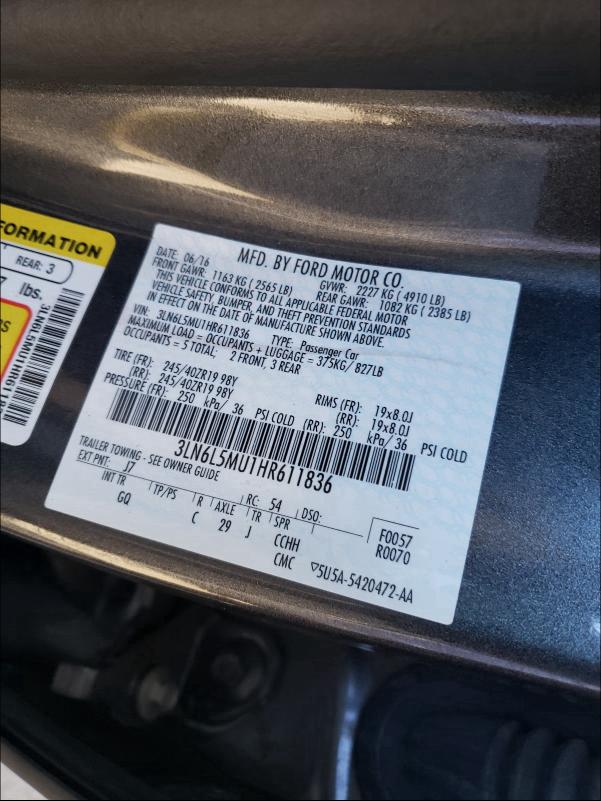 FORMATION
REAR: 3
lbs.
MFD. BY FORD MOTOR CO.
DATE: 06/16 GVWR: 2227 KG ( 4910 LB)
FRONT GAWR: 1163 KG ( 2565 LB) REAR GAWR: 1082 KG ( 2385 LB)
THIS VEHICLE CONFORMS TO ALL APPLICABLE FEDERAL MOTOR
VEHICLE SAFETY, BUMPER, AND THEFT PREVENTION STANDARDS
IN EFFECT ON THE DATE OF MANUFACTURE SHOWN ABOVE.
VIN: 3LN6L5MU1HR611836 TYPE: Passenger Car
MAXIMUM LOAD = OCCUPANTS + LUGGAGE = 375KG/ 827LB
OCCUPANTS = 5 TOTAL: 2 FRONT, 3 REAR
TIRE (FR): 245/40ZR19 98Y RIMS (FR): 19x8.0J
(RR): 245/40ZR19 98Y (RR): 19x8.0J
PRESSURE (FR): 250 kPa/ 36 PSI COLD (RR) 250 kPa/ 36 PSI COLD
3LN6L5MU1HR611836
TRAILER TOWING - SEE OWNER GUIDE
EXT PNT: J7 RC: 54 DSO: F0057
INT TR TP/PS R AXLE TR SPR R0070
GQ C 29 J CCHH
CMC ▽5U5A-5420472-AA